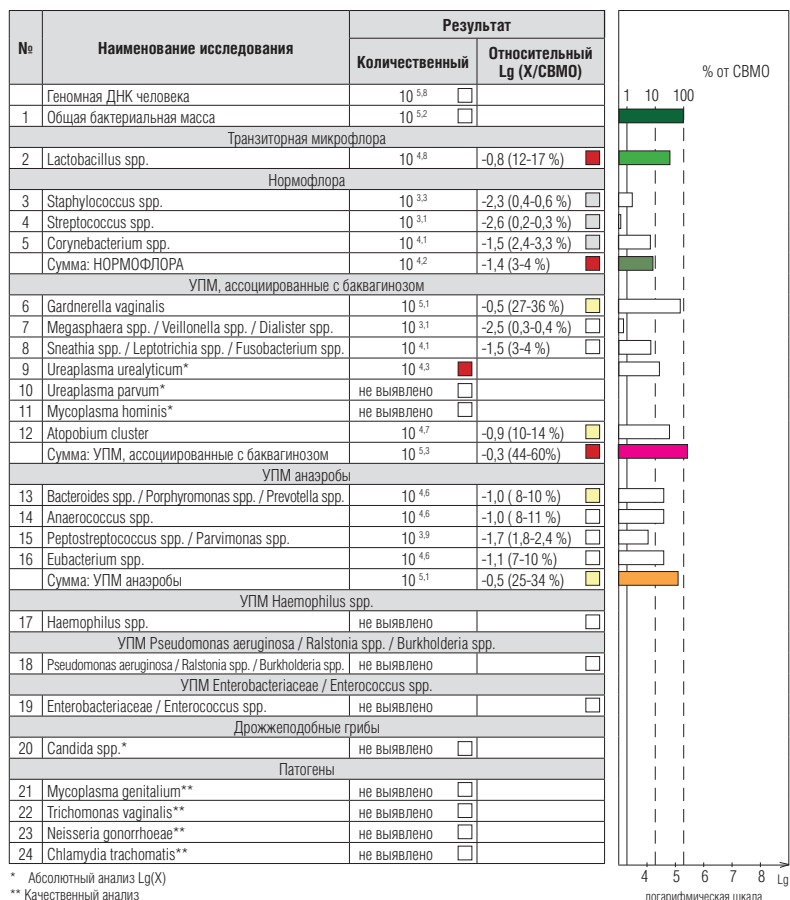 № Наименование исследования Результат
Количественный Относительный Lg (X/СВМО)
Геномная ДНК человека 10 5,8
1 Общая бактериальная масса 10 5,2
Транзиторная микрофлора
2 Lactobacillus spp. 10 4,8 -0,8 (12-17 %)
Нормофлора
3 Staphylococcus spp. 10 3,3 -2,3 (0,4-0,6 %)
4 Streptococcus spp. 10 3,1 -2,6 (0,2-0,3 %)
5 Corynebacterium spp. 10 4,1 -1,5 (2,4-3,3 %)
Сумма: НОРМОФЛОРА 10 4,2 -1,4 (3-4 %)
УПМ, ассоциированные с баквагинозом
6 Gardnerella vaginalis 10 5,1 -0,5 (27-36 %)
7 Megasphaera spp. / Veillonella spp. / Dialister spp. 10 3,1 -2,5 (0,3-0,4 %)
8 Sneathia spp. / Leptotrichia spp. / Fusobacterium spp. 10 4,1 -1,5 (3-4 %)
9 Ureaplasma urealyticum* 10 4,3
10 Ureaplasma parvum* не выявлено
11 Mycoplasma hominis* не выявлено
12 Atopobium cluster 10 4,7 -0,9 (10-14 %)
Сумма: УПМ, ассоциированные с баквагинозом 10 5,3 -0,3 (44-60%)
УПМ анаэробы
13 Bacteroides spp. / Porphyromonas spp. / Prevotella spp. 10 4,6 -1,0 ( 8-10 %)
14 Anaerococcus spp. 10 4,6 -1,0 ( 8-11 %)
15 Peptostreptococcus spp. / Parvimonas spp. 10 3,9 -1,7 (1,8-2,4 %)
16 Eubacterium spp. 10 4,6 -1,1 (7-10 %)
Сумма: УПМ анаэробы 10 5,1 -0,5 (25-34 %)
УПМ Haemophilus spp.
17 Haemophilus spp. не выявлено
УПМ Pseudomonas aeruginosa / Ralstonia spp. / Burkholderia spp.
18 Pseudomonas aeruginosa / Ralstonia spp. / Burkholderia spp. не выявлено
УПМ Enterobacteriaceae / Enterococcus spp.
19 Enterobacteriaceae / Enterococcus spp. не выявлено
Дрожжеподобные грибы
20 Candida spp.* не выявлено
Патогены
21 Mycoplasma genitalium** не выявлено
22 Trichomonas vaginalis** не выявлено
23 Neisseria gonorrhoeae** не выявлено
24 Chlamydia trachomatis** не выявлено
* Абсолютный анализ Lg(X)
** Качественный анализ
% от СВМО
1 10 100
4 5 6 7 8 Lg
логарифмическая шкала